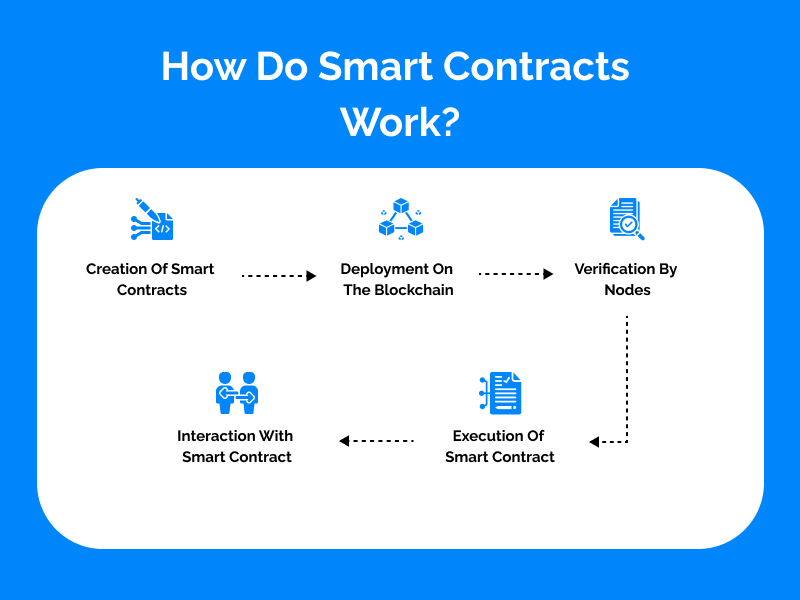 How Do Smart Contracts
Work?
Creation Of Smart
Contracts
Deployment On
The Blockchain
Verification By
Nodes
Interaction With
Smart Contract
Execution Of
Smart Contract